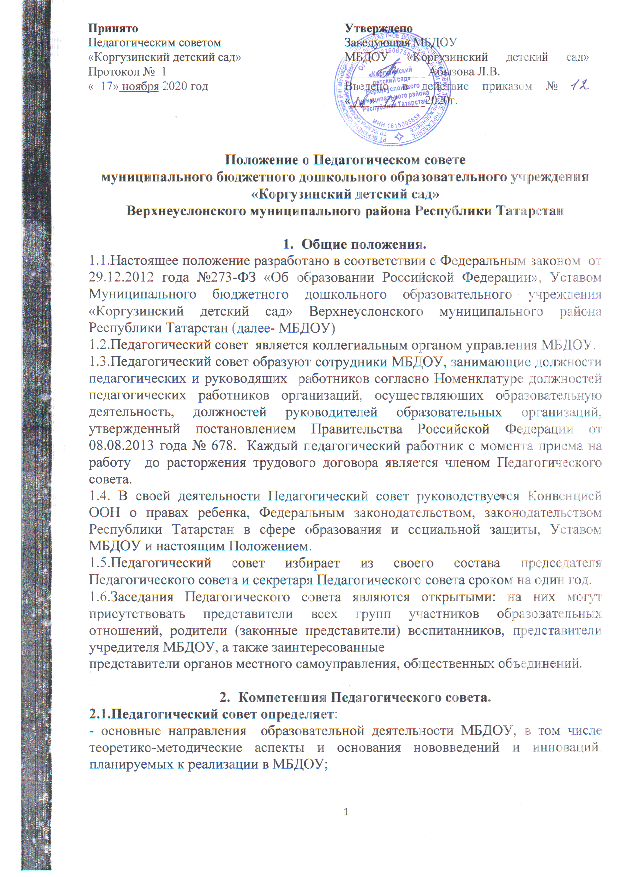 Принято
Педагогическим советом
«Коргузинский детский сад»
Протокол № 1
« 17» ноября 2020 год
Утверждено
Заведующая МБДОУ
МБДОУ «Коргузинский детский сад»
Абызова Л.В.
Введено в действие приказом № 12
2020г.
Положение о Педагогическом совете
муниципального бюджетного дошкольного образовательного учреждения
«Коргузинский детский сад»
Верхнеуслонского муниципального района Республики Татарстан
1. Общие положения.
1.1.Настоящее положение разработано в соответствии с Федеральным законом от
29.12.2012 года №273-ФЗ «Об образовании Российской Федерации», Уставом
Муниципального бюджетного дошкольного образовательного учреждения
«Коргузинский детский сад» Верхнеуслонского муниципального района
Республики Татарстан (далее- МБДОУ)
1.2.Педагогический совет является коллегиальным органом управления МБДОУ.
1.3.Педагогический совет образуют сотрудники МБДОУ, занимающие должности
педагогических и руководящих работников согласно Номенклатуре должностей
педагогических работников организаций, осуществляющих образовательную
деятельность, должностей руководителей образовательных организаций,
утвержденный постановлением Правительства Российской Федерации от
08.08.2013 года № 678. Каждый педагогический работник с момента приема на
работу до расторжения трудового договора является членом Педагогического
совета.
1.4. В своей деятельности Педагогический совет руководствуется Конвенцией
ООН о правах ребенка, Федеральным законодательством, законодательством
Республики Татарстан в сфере образования и социальной защиты, Уставом
МБДОУ и настоящим Положением.
1.5.Педагогический совет избирает из своего состава председателя
Педагогического совета и секретаря Педагогического совета сроком на один год.
1.6.Заседания Педагогического совета являются открытыми: на них могут
присутствовать представители всех групп участников образовательных
отношений, родители (законные представители) воспитанников, представители
учредителя МБДОУ, а также заинтересованные
представители органов местного самоуправления, общественных объединений.
2. Компетенция Педагогического совета.
2.1.Педагогический совет определяет:
- основные направления образовательной деятельности МБДОУ, в том числе
теоретико-методические аспекты и основания нововведений и инноваций
планируемых к реализации в МБДОУ;
1